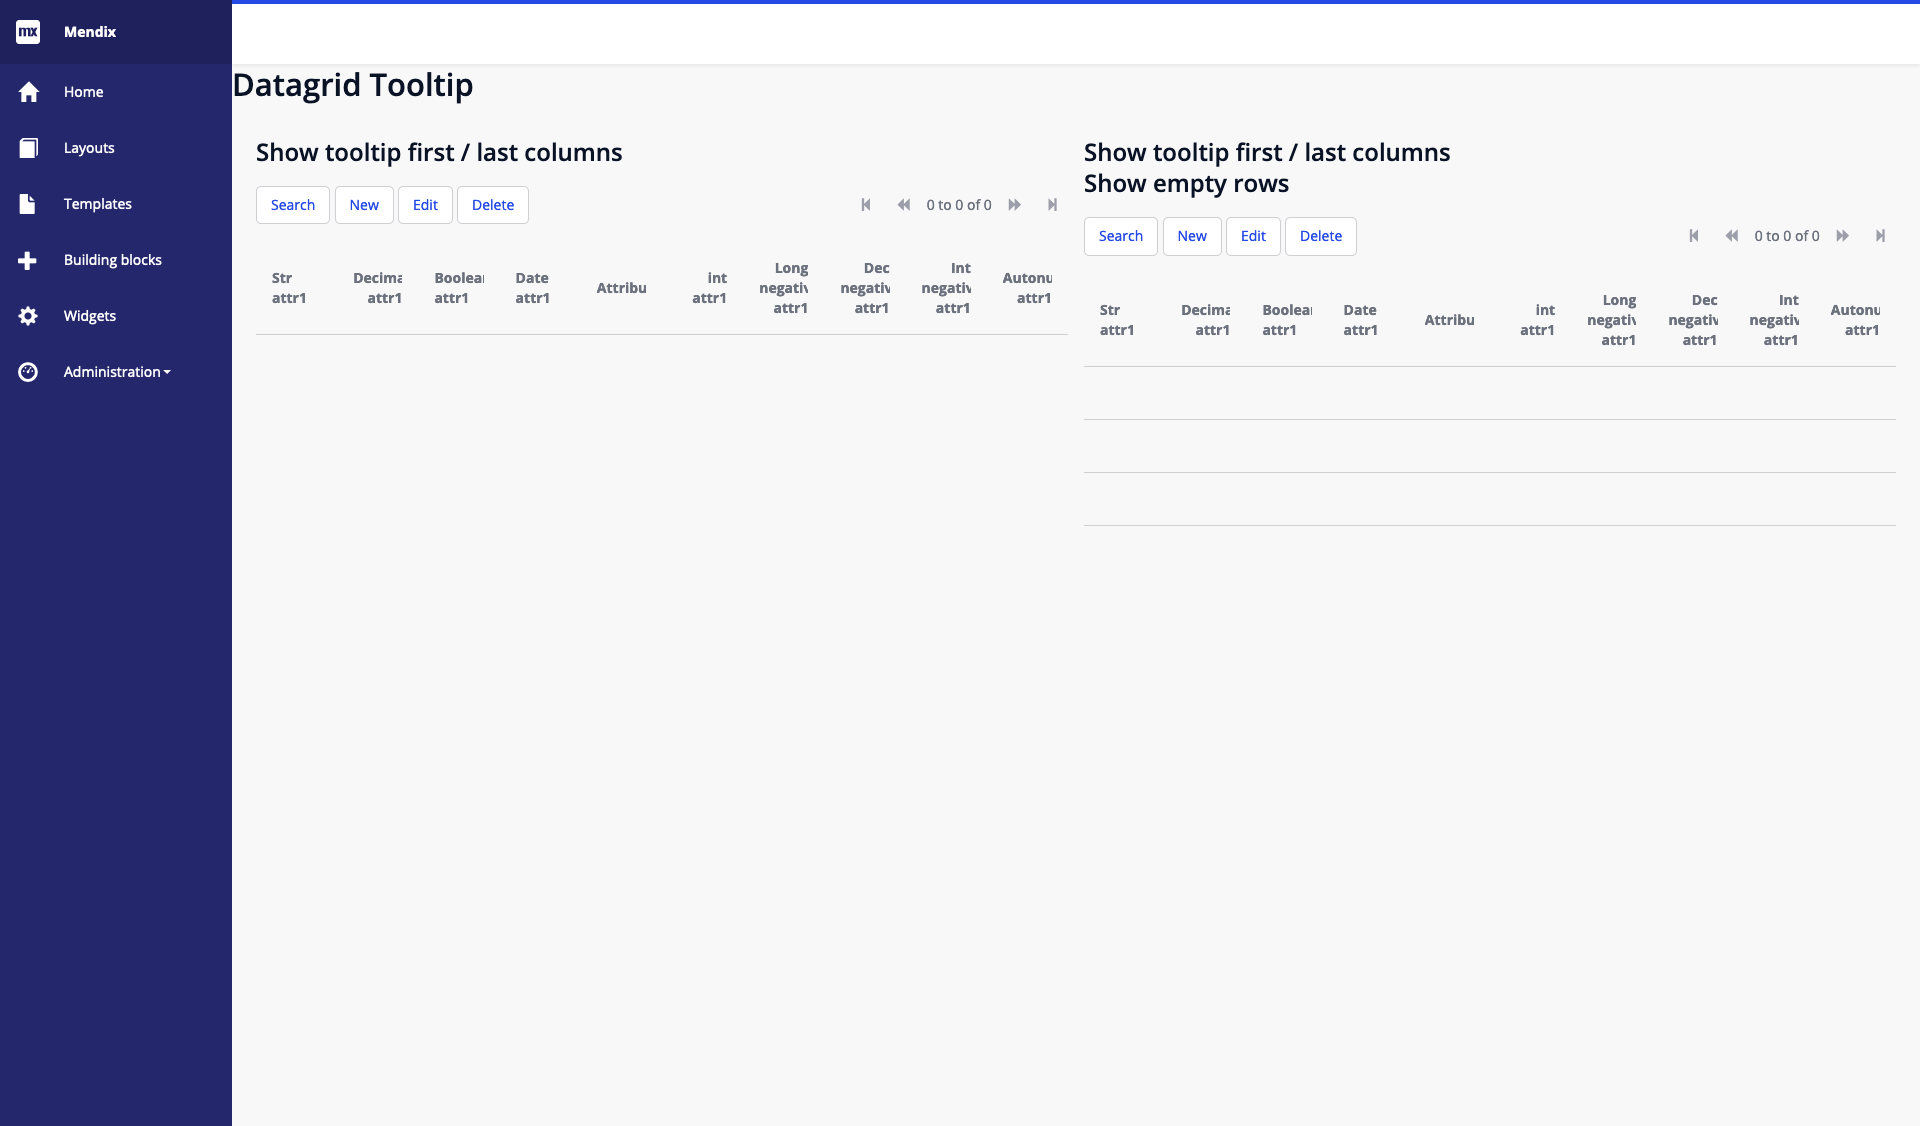 mx Mendix
Home
Layouts
Templates
Building blocks
Widgets
Administration
Datagrid Tooltip
Show tooltip first / last columns
Search New Edit Delete 0 to 0 of 0
Str attr1 Decima attr1 Boolea attr1 Date attr1 Attribu int attr1 Long negativ attr1 Dec negativ attr1 Int negativ attr1 Autonu attr1
Show tooltip first / last columns
Show empty rows
Search New Edit Delete 0 to 0 of 0
Str attr1 Decima attr1 Boolea attr1 Date attr1 Attribu int attr1 Long negativ attr1 Dec negativ attr1 Int negativ attr1 Autonu attr1